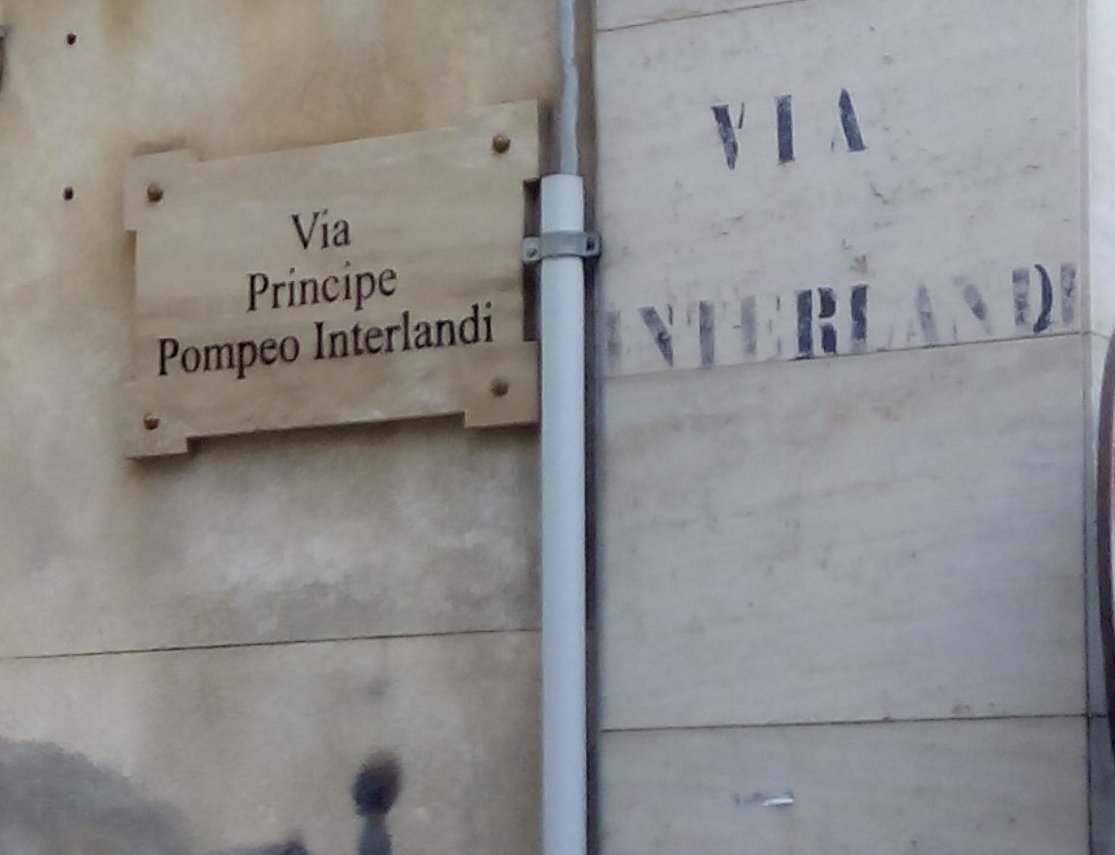 Via
Principe
Pompeo Interlandi
VIA
INTERLANDI